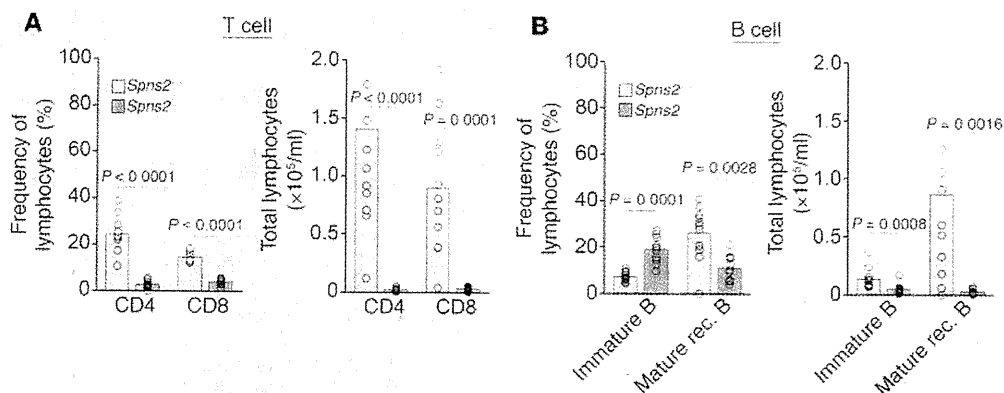 A
T cell
100
80
60
40
20
0
Frequency of
lymphocytes (%)
Spns2
Spns2
P < 0.0001
P < 0.0001
CD4
CD8
2.0
1.5
1.0
0.5
0
Total lymphocytes
(×10⁵/ml)
P < 0.0001
P = 0.0001
CD4
CD8
B
B cell
100
80
60
40
20
0
Frequency of
lymphocytes (%)
Spns2
Spns2
P = 0.0001
P = 0.0028
Immature B
Mature rec. B
2.0
1.5
1.0
0.5
0
Total lymphocytes
(×10⁵/ml)
P = 0.0008
P = 0.0016
Immature B
Mature rec. B